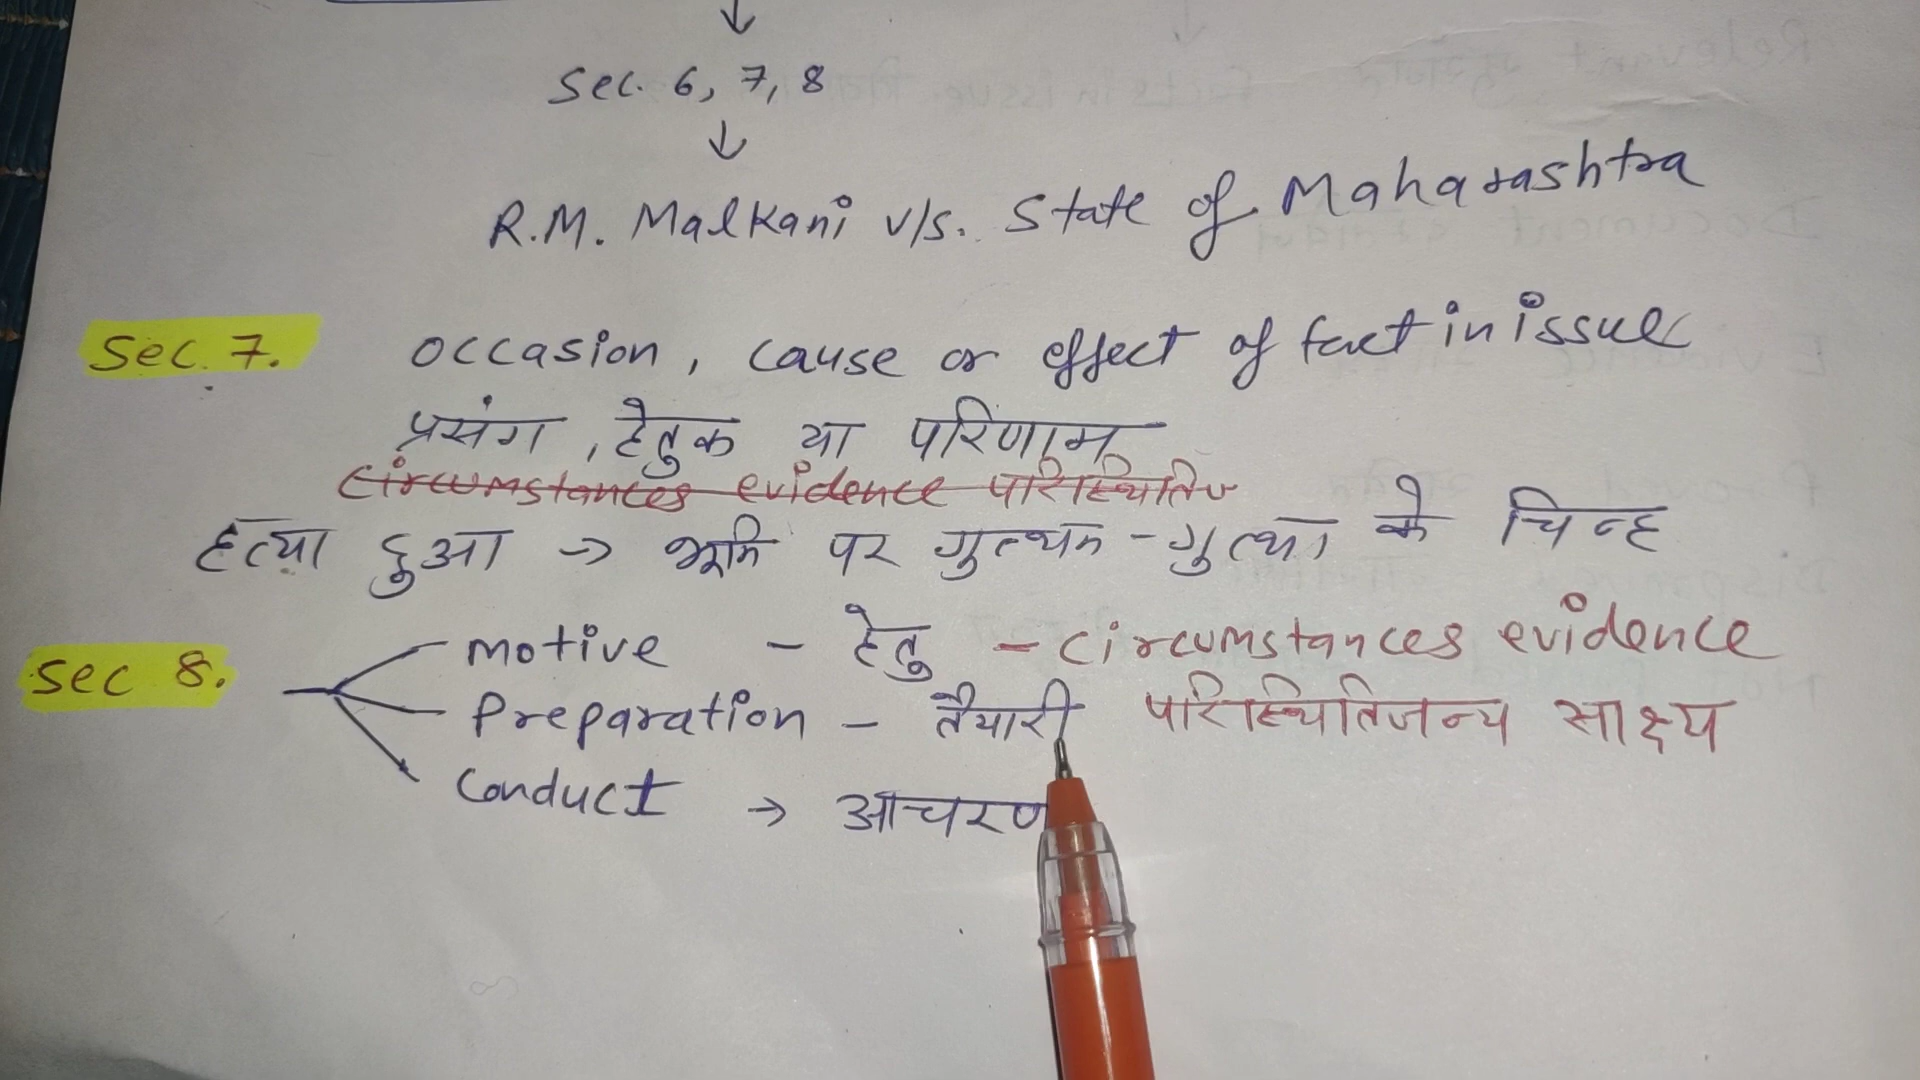 Sec. 6, 7, 8
R.M. Malkani v/s. State of Maharashtra
Sec. 7. Occasion, cause or effect of fact in issue
प्रसंग, हेतुक या परिणाम
circumstances evidence परिस्थितिज
हत्या हुआ → भूमि पर गुत्थम-गुत्था के चिन्ह
Sec 8. Motive - हेतु - circumstances evidence
Preparation - तैयारी परिस्थितिजन्य साक्ष्य
Conduct → आचरण